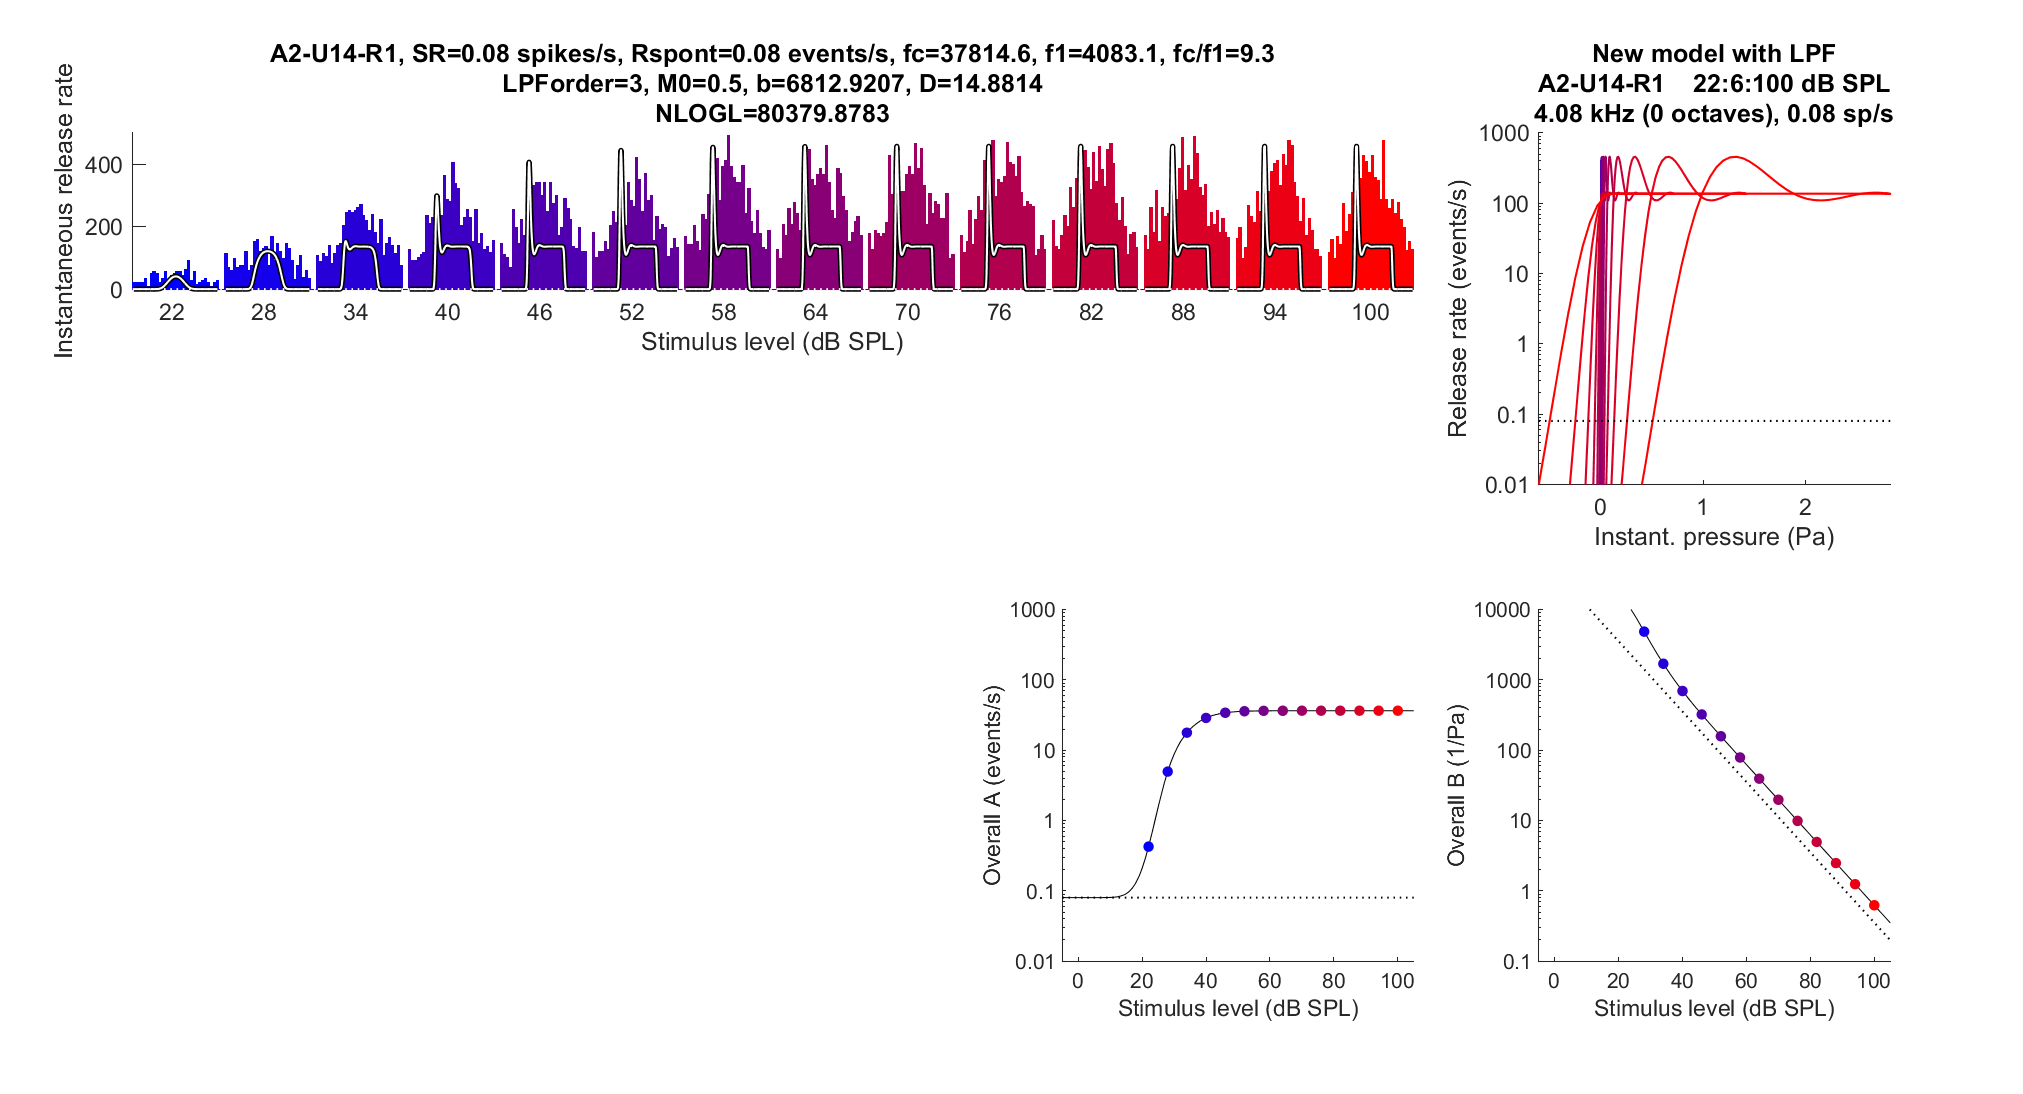 A2-U14-R1, SR=0.08 spikes/s, Rspont=0.08 events/s, fc=37814.6, f1=4083.1, fc/f1=9.3
LPForder=3, M0=0.5, b=6812.9207, D=14.8814
NLOGL=80379.8783
Instantaneous release rate
400
200
0
22 28 34 40 46 52 58 64 70 76 82 88 94 100
Stimulus level (dB SPL)
New model with LPF
A2-U14-R1 22:6:100 dB SPL
4.08 kHz (0 octaves), 0.08 sp/s
Release rate (events/s)
1000
100
10
1
0.1
0.01
0 1 2
Instant. pressure (Pa)
Overall A (events/s)
1000
100
10
1
0.1
0.01
0 20 40 60 80 100
Stimulus level (dB SPL)
Overall B (1/Pa)
10000
1000
100
10
1
0.1
0 20 40 60 80 100
Stimulus level (dB SPL)